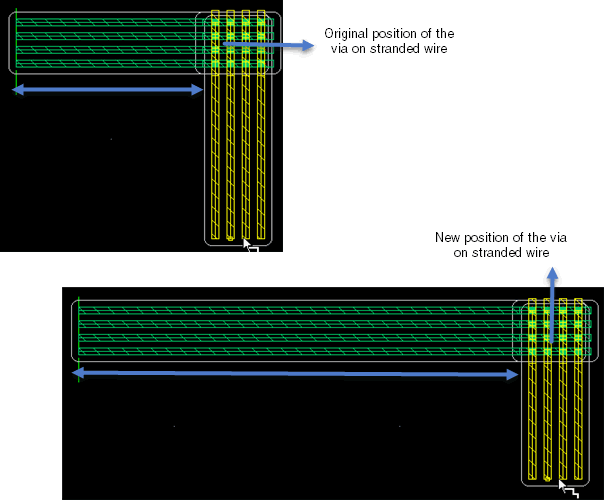 Original position of the
via on stranded wire
New position of the via
on stranded wire